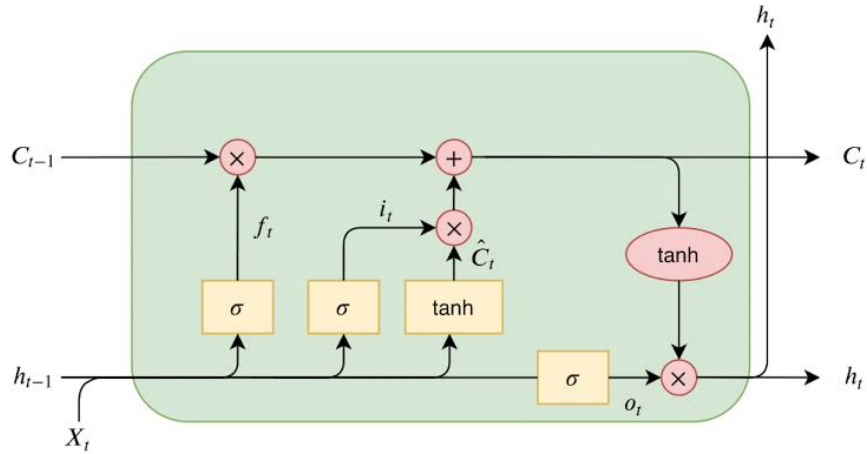 h_t
C_{t-1} × + C_t
f_t i_t × Ĉ_t tanh
σ σ tanh
h_{t-1} σ o_t × h_t
X_t